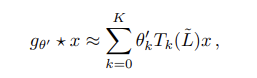 g_{θ′} ⋆ x ≈ \sum_{k=0}^{K} θ′_k T_k(\tilde{L})x ,